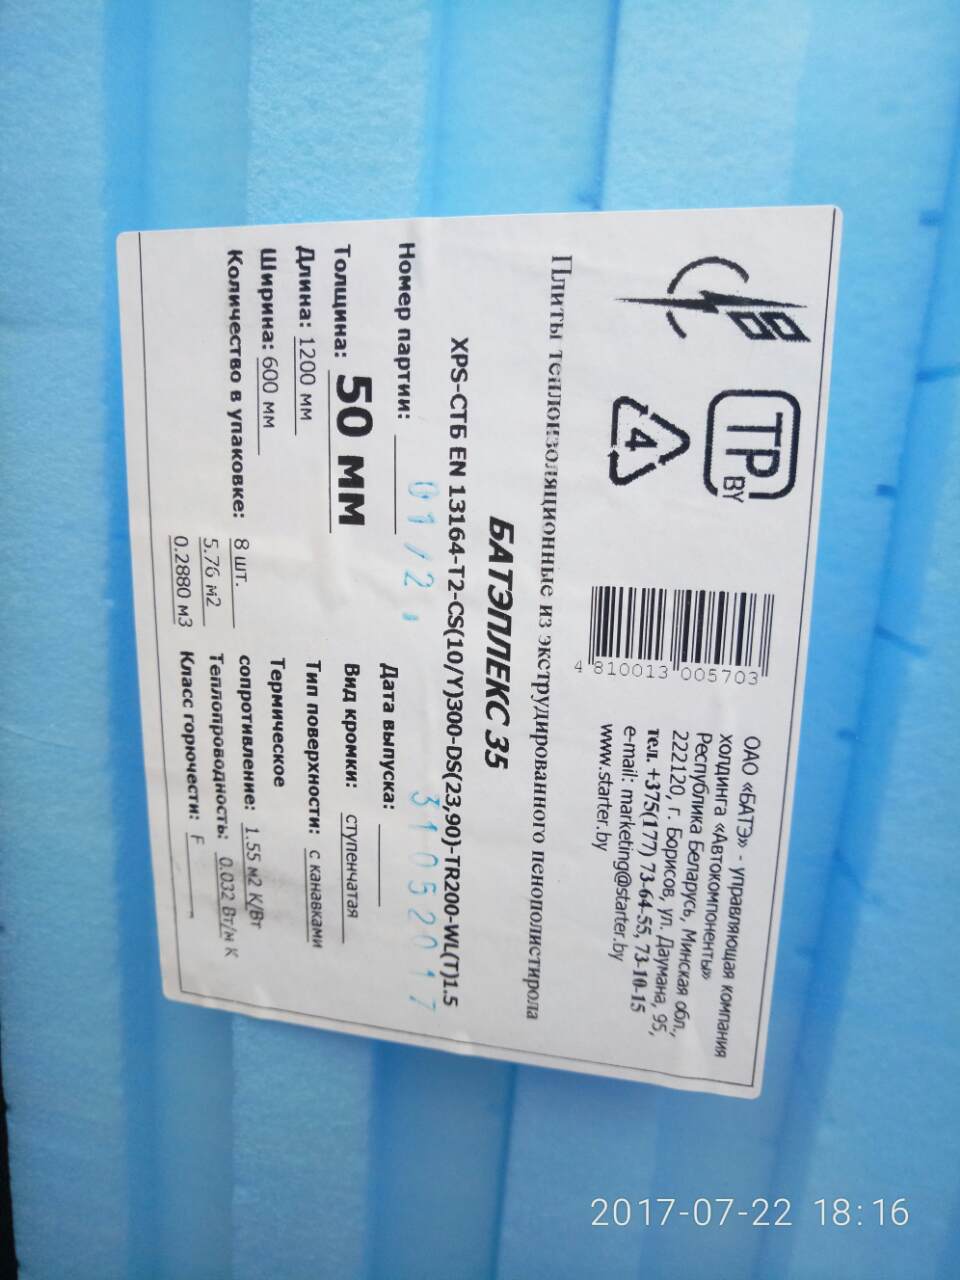 ТР
BY
4
4 810013 005703
ОАО «БАТЭ» - управляющая компания
холдинга «Автокомпоненты»
Республика Беларусь, Минская обл.,
222120, г. Борисов, ул. Даумана, 95,
тел. +375(177) 73-64-55, 73-10-15
e-mail: marketing@starter.by
www.starter.by
Плиты теплоизоляционные из экструдированного пенополистирола
БАТЭПЛЕКС 35
XPS-СТБ EN 13164-T2-CS(10/Y)300-DS(23,90)-TR200-WL(T)1.5
Номер партии: 01/2.
Толщина: 50 мм
Длина: 1200 мм
Ширина: 600 мм
Количество в упаковке: 8 шт.
5.76 м2
0.2880 м3
Дата выпуска: 31052017
Вид кромки: ступенчатая
Тип поверхности: с канавками
Термическое
сопротивление: 1.55 м2 К/Вт
Теплопроводность: 0.032 Вт/м К
Класс горючести: F
2017-07-22 18:16